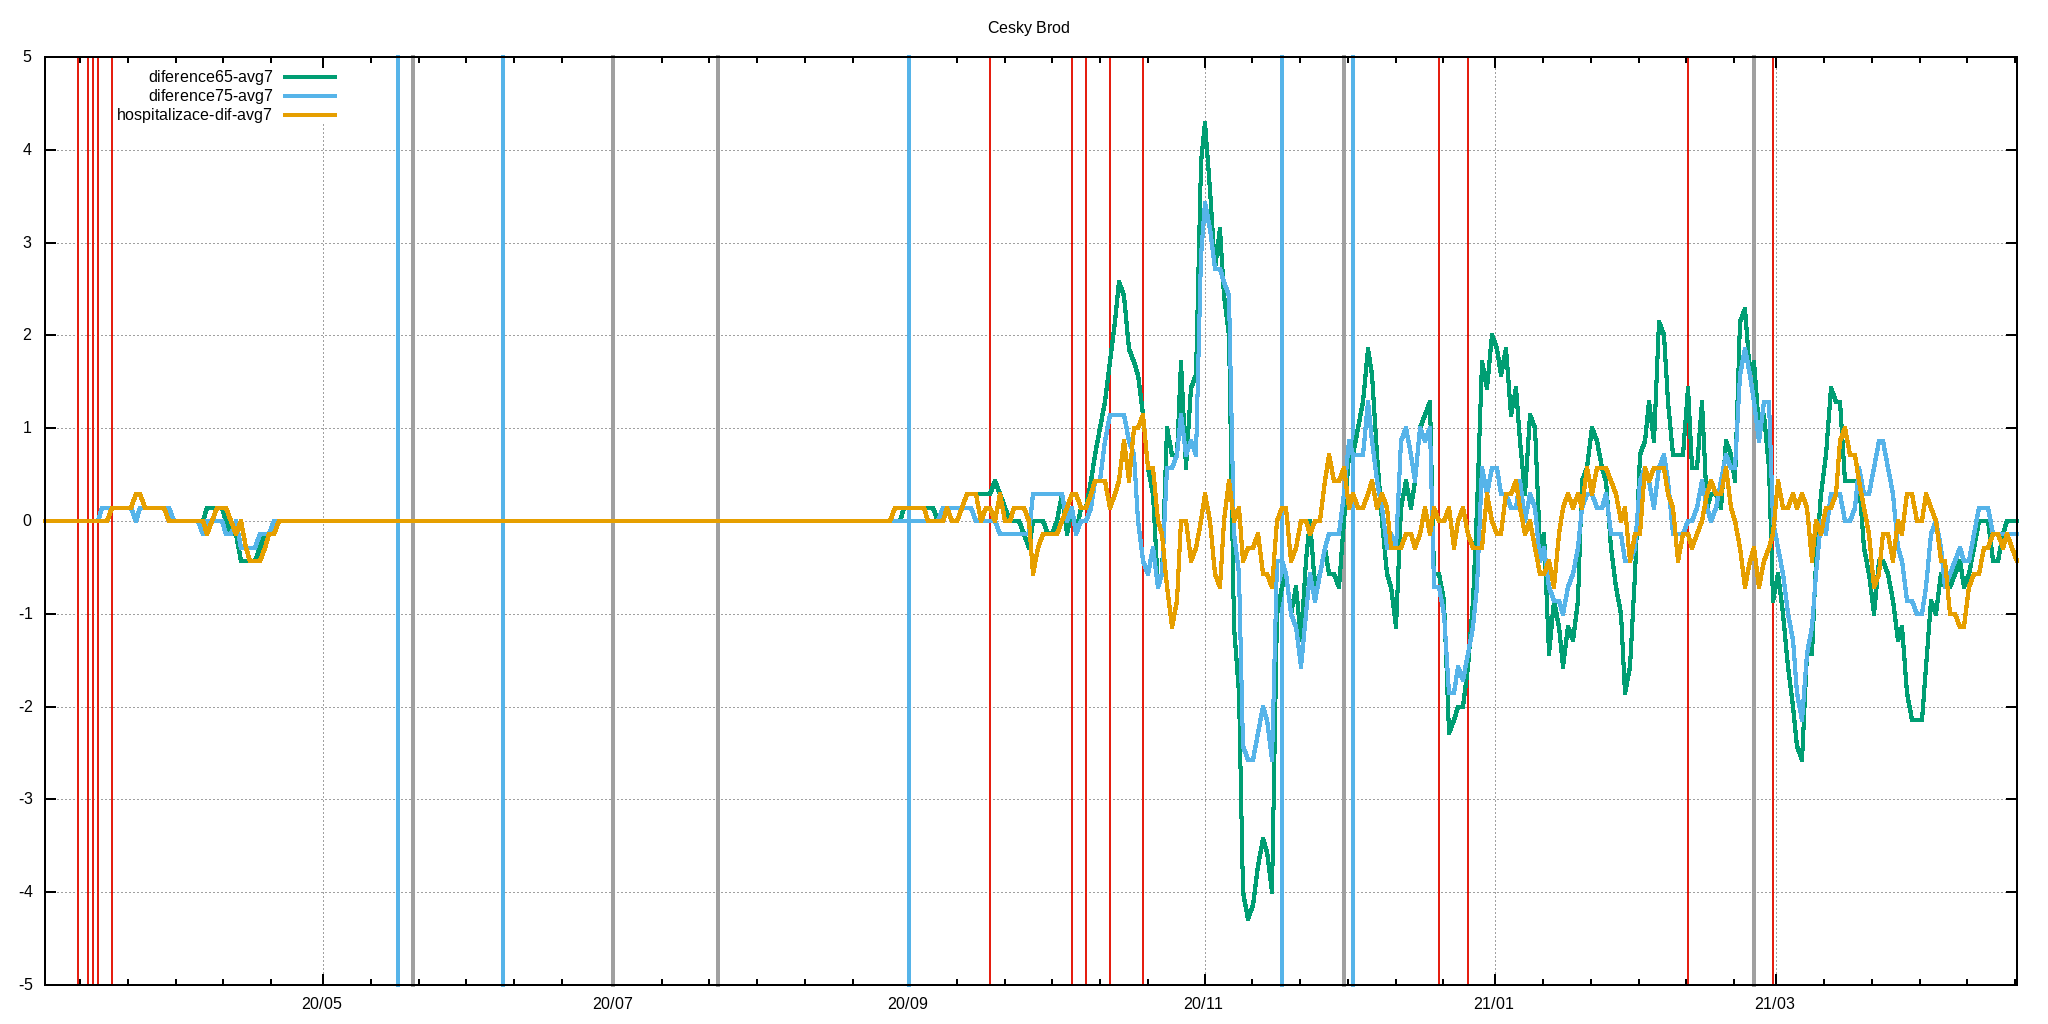 Cesky Brod
diference65-avg7
diference75-avg7
hospitalizace-dif-avg7
5
4
3
2
1
0
-1
-2
-3
-4
-5
20/05 20/07 20/09 20/11 21/01 21/03